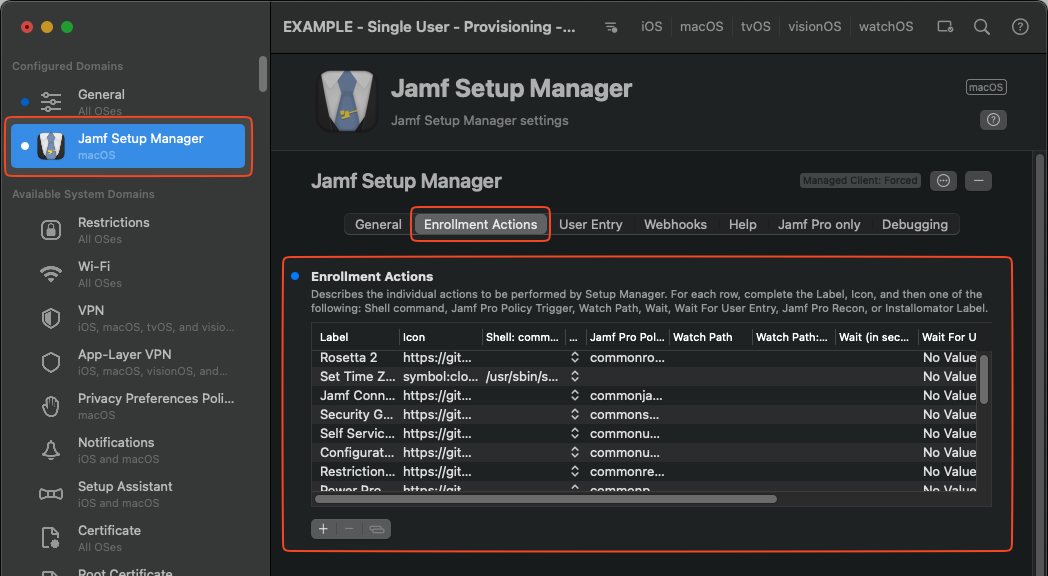 EXAMPLE - Single User - Provisioning -...
iOS
macOS
tvOS
visionOS
watchOS
Configured Domains
General
All OSes
Jamf Setup Manager
macOS
Available System Domains
Restrictions
All OSes
Wi-Fi
All OSes
VPN
iOS, macOS, tvOS, and visio...
App-Layer VPN
iOS, macOS, visionOS, and...
Privacy Preferences Poli...
macOS
Notifications
iOS and macOS
Setup Assistant
iOS and macOS
Certificate
All OSes
Root Certificate
Jamf Setup Manager
Jamf Setup Manager settings
macOS
Jamf Setup Manager
Managed Client: Forced
General Enrollment Actions User Entry Webhooks Help Jamf Pro only Debugging
Enrollment Actions
Describes the individual actions to be performed by Setup Manager. For each row, complete the Label, Icon, and then one of the
following: Shell command, Jamf Pro Policy Trigger, Watch Path, Wait, Wait For User Entry, Jamf Pro Recon, or Installomator Label.
Label Icon Shell: comm... ... Jamf Pro Pol... Watch Path Watch Path:... Wait (in sec... Wait For U
Rosetta 2 https://git... commonro... No Value
Set Time Z... symbol:clo... /usr/sbin/s... No Value
Jamf Conn... https://git... commonja... No Value
Security G... https://git... commons... No Value
Self Servic... https://git... commonu... No Value
Configurat... https://git... commonu... No Value
Restriction... https://git... commonre... No Value
Power Pro... https://git... commonp... No Value